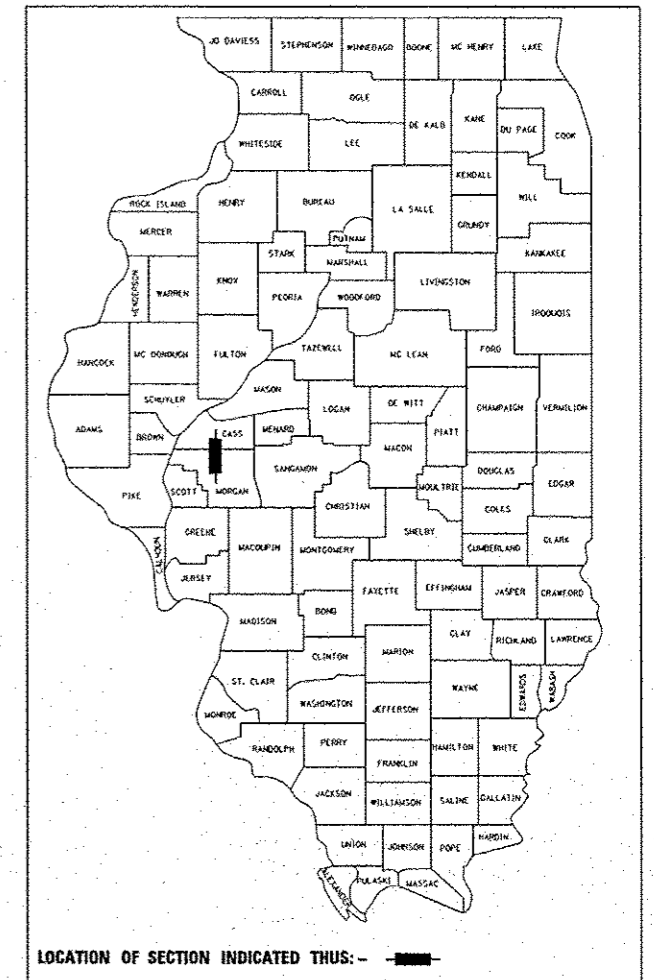 JO DAVIESS STEPHENSON WINNEBAGO BOONE MC HENRY LAKE
CARROLL OGLE DE KALB KANE DU PAGE COOK
WHITESIDE LEE KENDALL WILL
ROCK ISLAND HENRY BUREAU LA SALLE GRUNDY
MERCER STARK PUTNAM MARSHALL KANKAKEE
HENDERSON WARREN KNOX PEORIA WOODFORD LIVINGSTON IROQUOIS
HANCOCK MC DONOUGH FULTON TAZEWELL MC LEAN FORD
SCHUYLER MASON LOGAN DE WITT CHAMPAIGN VERMILION
ADAMS BROWN CASS MENARD MACON PIATT
PIKE SCOTT MORGAN SANGAMON CHRISTIAN MOULTRIE DOUGLAS EDGAR
COLES
CALHOUN GREENE MACOUPIN MONTGOMERY SHELBY CUMBERLAND CLARK
JERSEY FAYETTE EFFINGHAM JASPER CRAWFORD
MADISON BOND CLAY RICHLAND LAWRENCE
CLINTON MARION
ST. CLAIR WASHINGTON WAYNE EDWARDS WABASH
MONROE JEFFERSON
RANDOLPH PERRY FRANKLIN HAMILTON WHITE
JACKSON WILLIAMSON SALINE GALLATIN
UNION JOHNSON POPE HARDIN
ALEXANDER PULASKI MASSAC
LOCATION OF SECTION INDICATED THUS: -